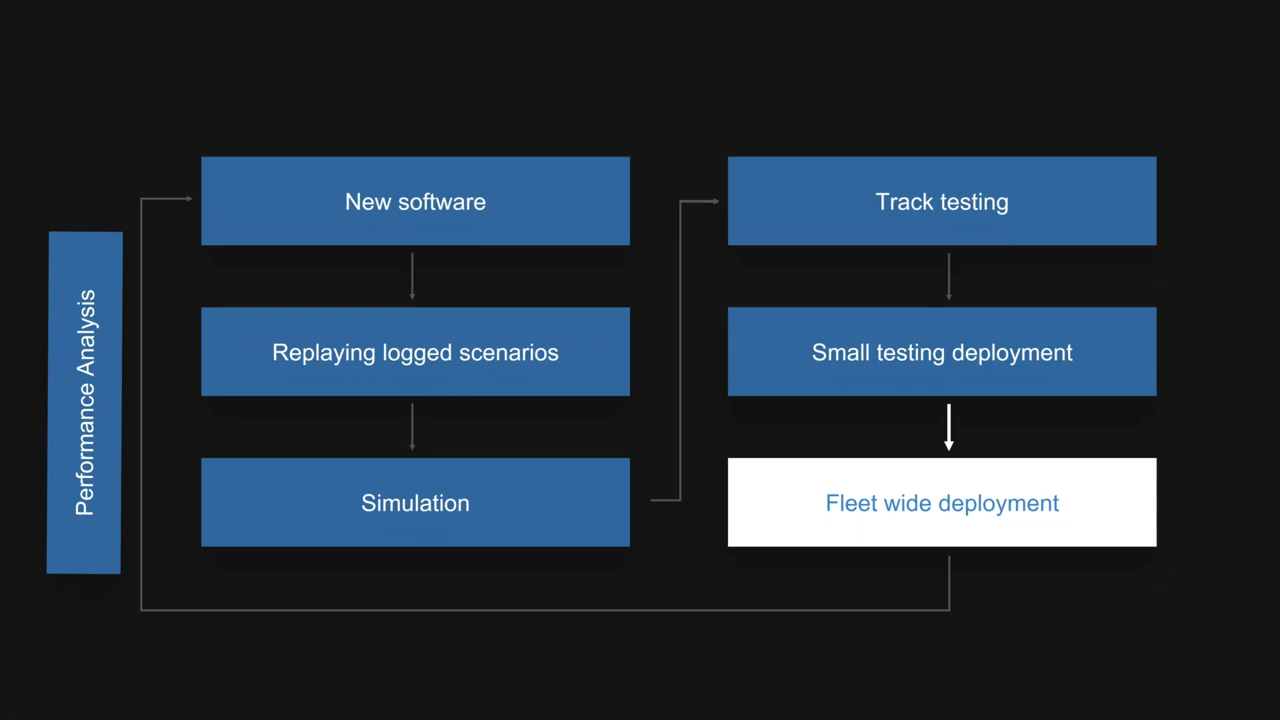 Performance Analysis
New software
Replaying logged scenarios
Simulation
Track testing
Small testing deployment
Fleet wide deployment